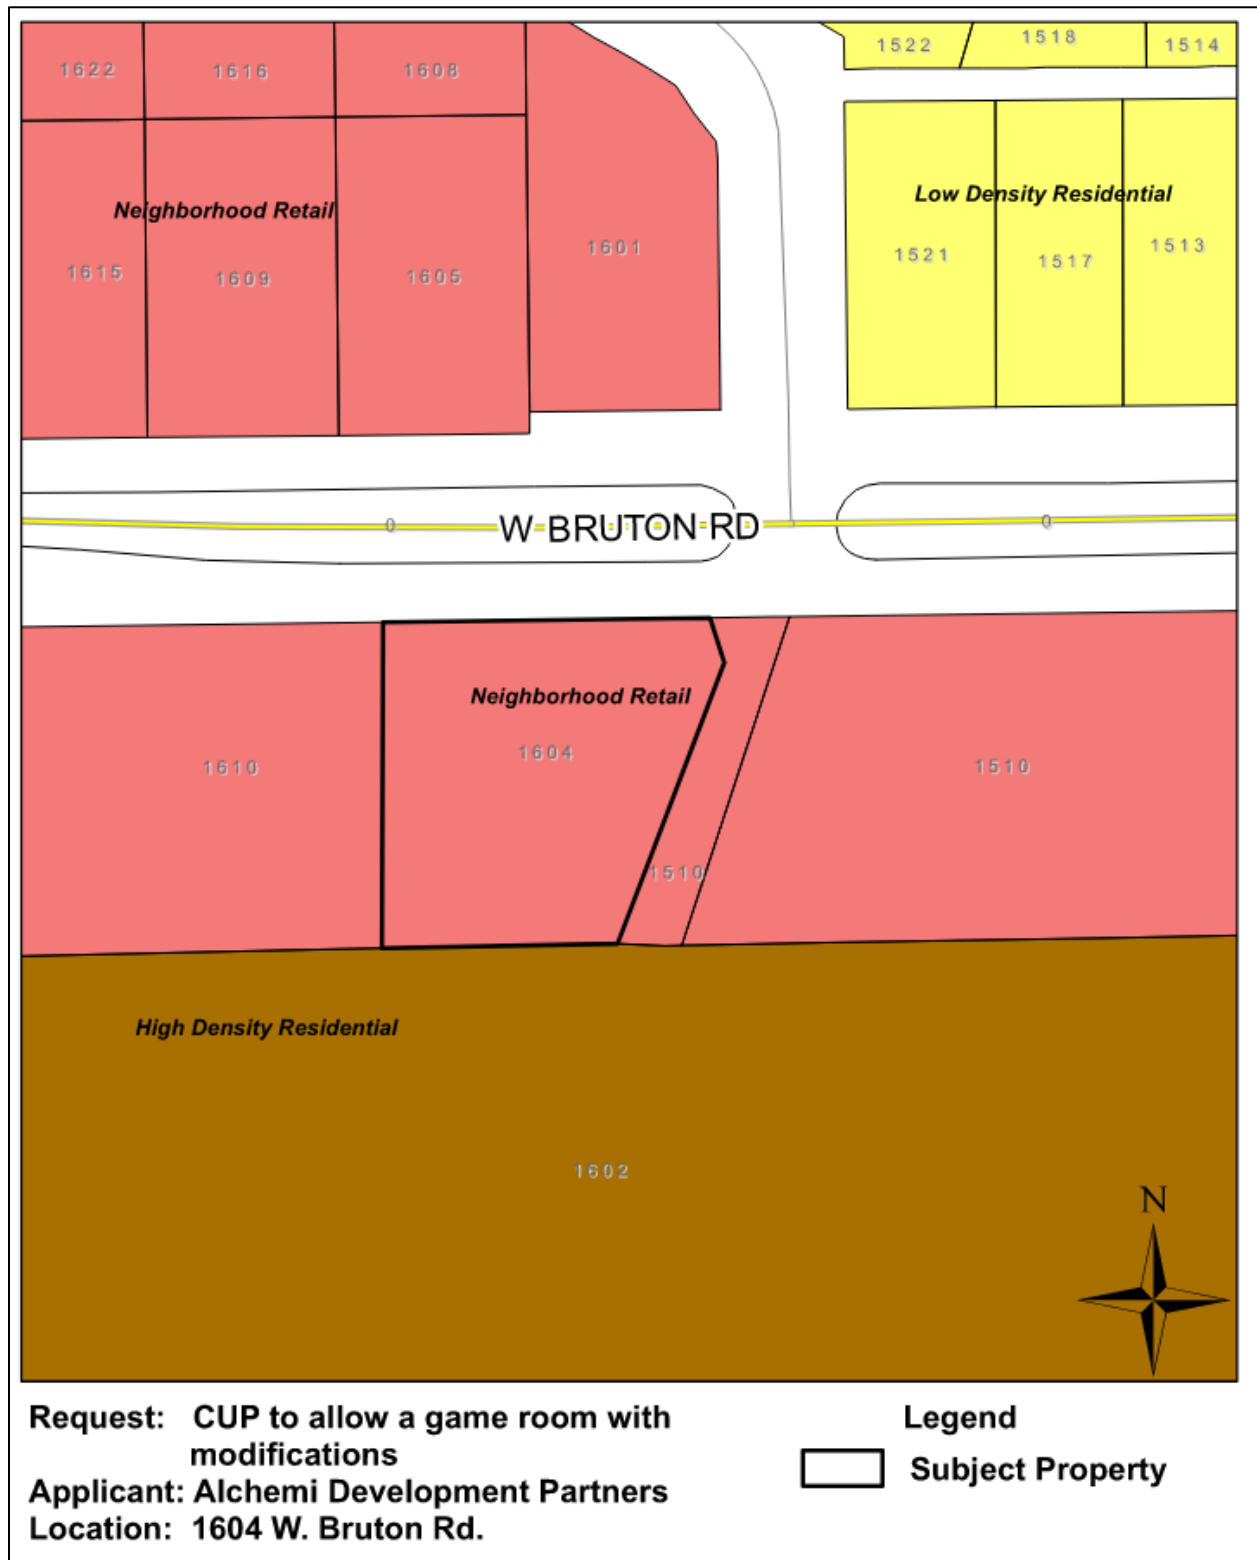 1622
1616
1608
1522
1518
1514
Neighborhood Retail
Low Density Residential
1615
1609
1605
1601
1521
1517
1513
0
W BRUTON RD
0
Neighborhood Retail
1610
1604
1510
1510
High Density Residential
1602
N
Request: CUP to allow a game room with
modifications
Applicant: Alchemi Development Partners
Location: 1604 W. Bruton Rd.
Legend
Subject Property